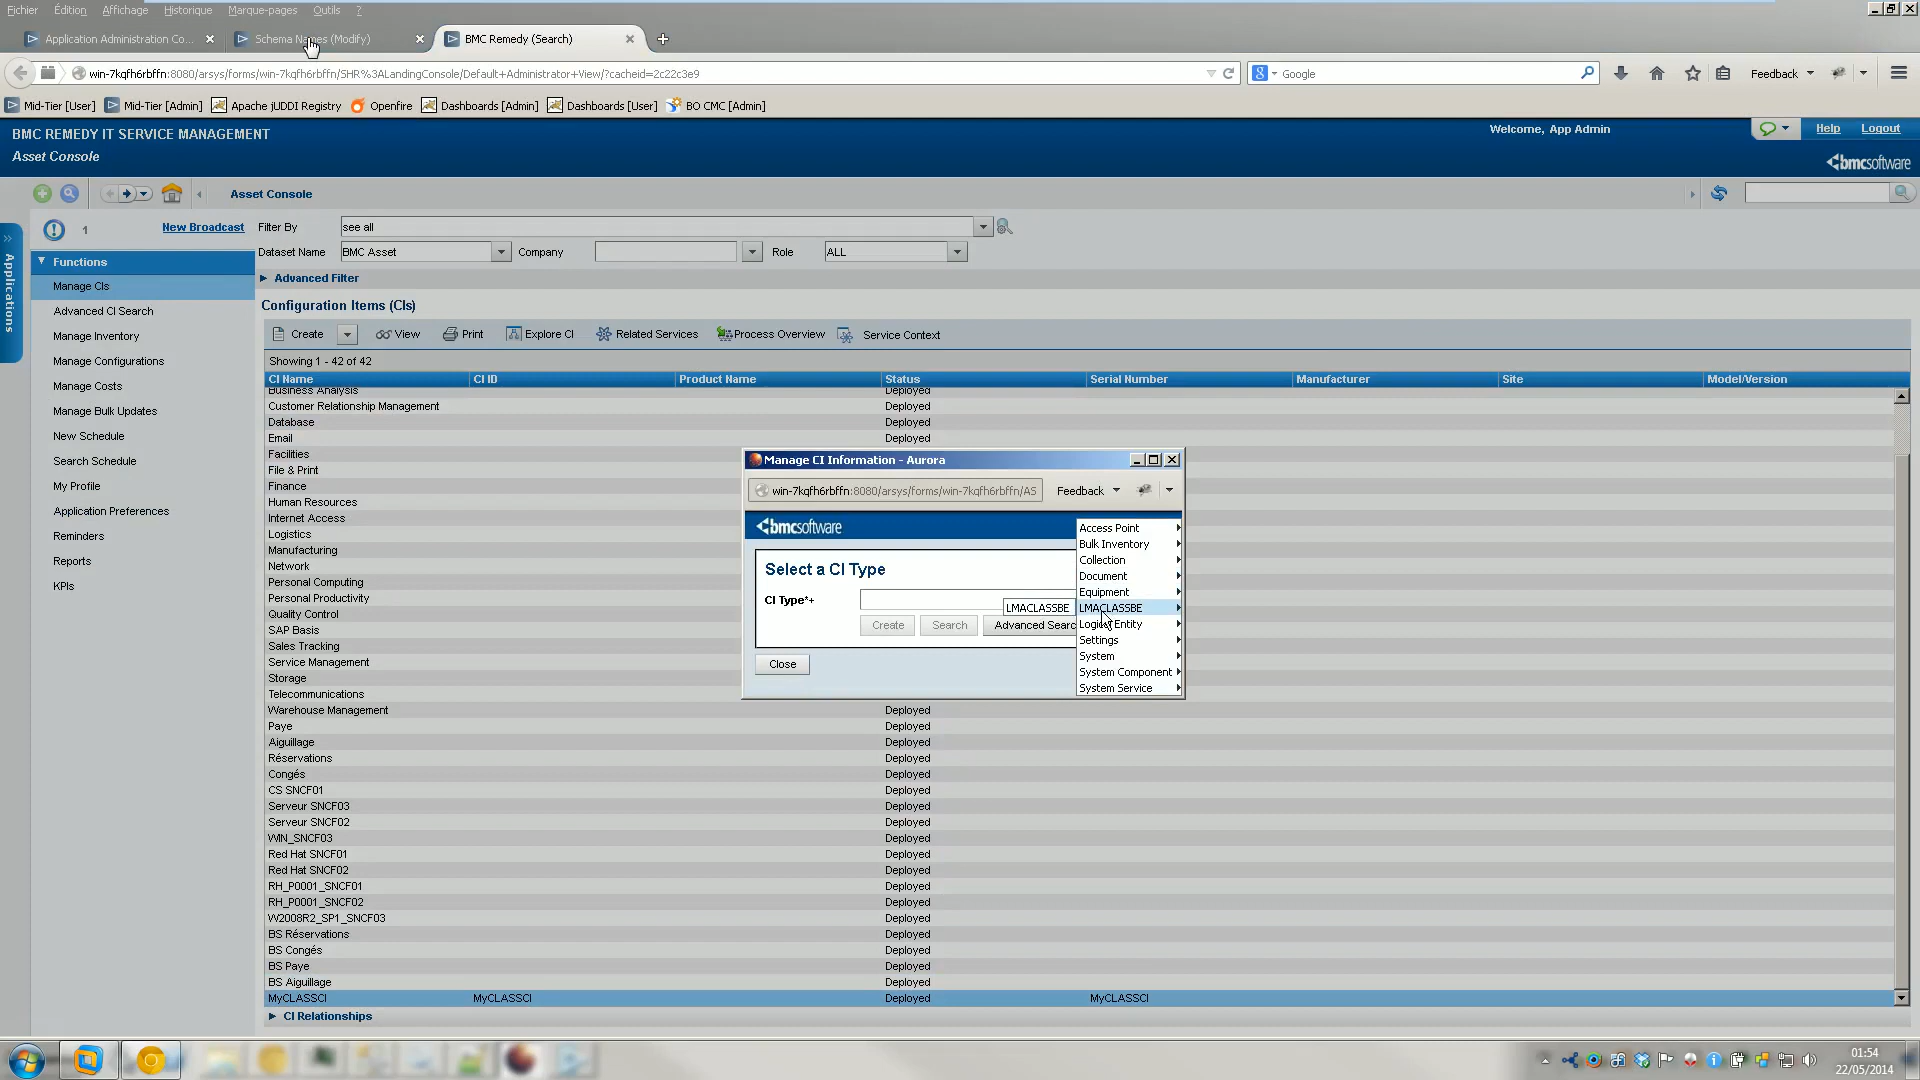 Fichier Édition Affichage Historique Marque-pages Outils ?
Application Administration Co... Schema Names (Modify) BMC Remedy (Search)
win-7kqfh6rbffn:8080/arsys/forms/win-7kqfh6rbffn/SHR%3ALandingConsole/Default+Administrator+View/?cacheid=2c22c3e9 Google Feedback
Mid-Tier [User] Mid-Tier [Admin] Apache jUDDI Registry Openfire Dashboards [Admin] Dashboards [User] BO CMC [Admin]
BMC REMEDY IT SERVICE MANAGEMENT Welcome, App Admin Help Logout
Asset Console bmcsoftware
Asset Console
1 New Broadcast Filter By see all
Dataset Name BMC Asset Company Role ALL
Applications
Functions
Manage CIs
Advanced CI Search
Manage Inventory
Manage Configurations
Manage Costs
Manage Bulk Updates
New Schedule
Search Schedule
My Profile
Application Preferences
Reminders
Reports
KPIs
Advanced Filter
Configuration Items (CIs)
Create View Print Explore CI Related Services Process Overview Service Context
Showing 1 - 42 of 42
CI Name CI ID Product Name Status Serial Number Manufacturer Site Model/Version
Business Analysis Deployed
Customer Relationship Management Deployed
Database Deployed
Email Deployed
Facilities
File & Print
Finance
Human Resources
Internet Access
Logistics
Manufacturing
Network
Personal Computing
Personal Productivity
Quality Control
SAP Basis
Sales Tracking
Service Management
Storage
Telecommunications
Warehouse Management Deployed
Paye Deployed
Aiguillage Deployed
Réservations Deployed
Congés Deployed
CS SNCF01 Deployed
Serveur SNCF03 Deployed
Serveur SNCF02 Deployed
WIN_SNCF03 Deployed
Red Hat SNCF01 Deployed
Red Hat SNCF02 Deployed
RH_P0001_SNCF01 Deployed
RH_P0001_SNCF02 Deployed
W2008R2_SP1_SNCF03 Deployed
BS Réservations Deployed
BS Congés Deployed
BS Paye Deployed
BS Aiguillage Deployed
MyCLASSCI MyCLASSCI Deployed MyCLASSCI
CI Relationships
Manage CI Information - Aurora
win-7kqfh6rbffn:8080/arsys/forms/win-7kqfh6rbffn/AS Feedback
bmcsoftware
Select a CI Type
CI Type*+
LMACLASSBE
Create Search Advanced Searc
Close
Access Point
Bulk Inventory
Collection
Document
Equipment
LMACLASSBE
Logical Entity
Settings
System
System Component
System Service
01:54
22/05/2014